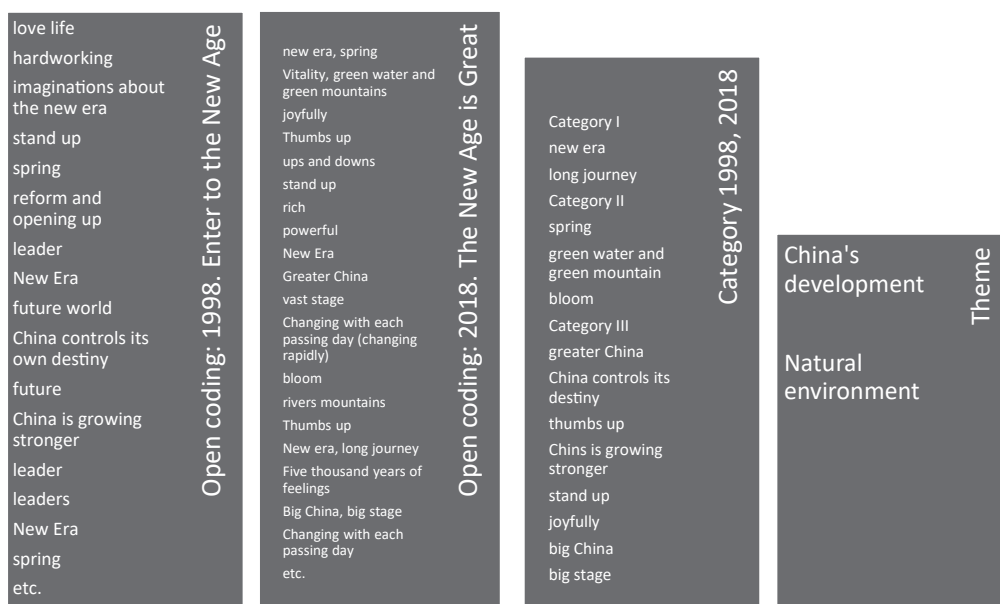 love life
hardworking
imaginations about
the new era
stand up
spring
reform and
opening up
leader
New Era
future world
China controls its
own destiny
future
China is growing
stronger
leader
leaders
New Era
spring
etc.
Open coding: 1998. Enter to the New Age
new era, spring
Vitality, green water and
green mountains
joyfully
Thumbs up
ups and downs
stand up
rich
powerful
New Era
Greater China
vast stage
Changing with each
passing day (changing
rapidly)
bloom
rivers mountains
Thumbs up
New era, long journey
Five thousand years of
feelings
Big China, big stage
Changing with each
passing day
etc.
Open coding: 2018. The New Age is Great
Category I
new era
long journey
Category II
spring
green water and
green mountain
bloom
Category III
greater China
China controls its
destiny
thumbs up
Chins is growing
stronger
stand up
joyfully
big China
big stage
Category 1998, 2018
China's
development
Natural
environment
Theme